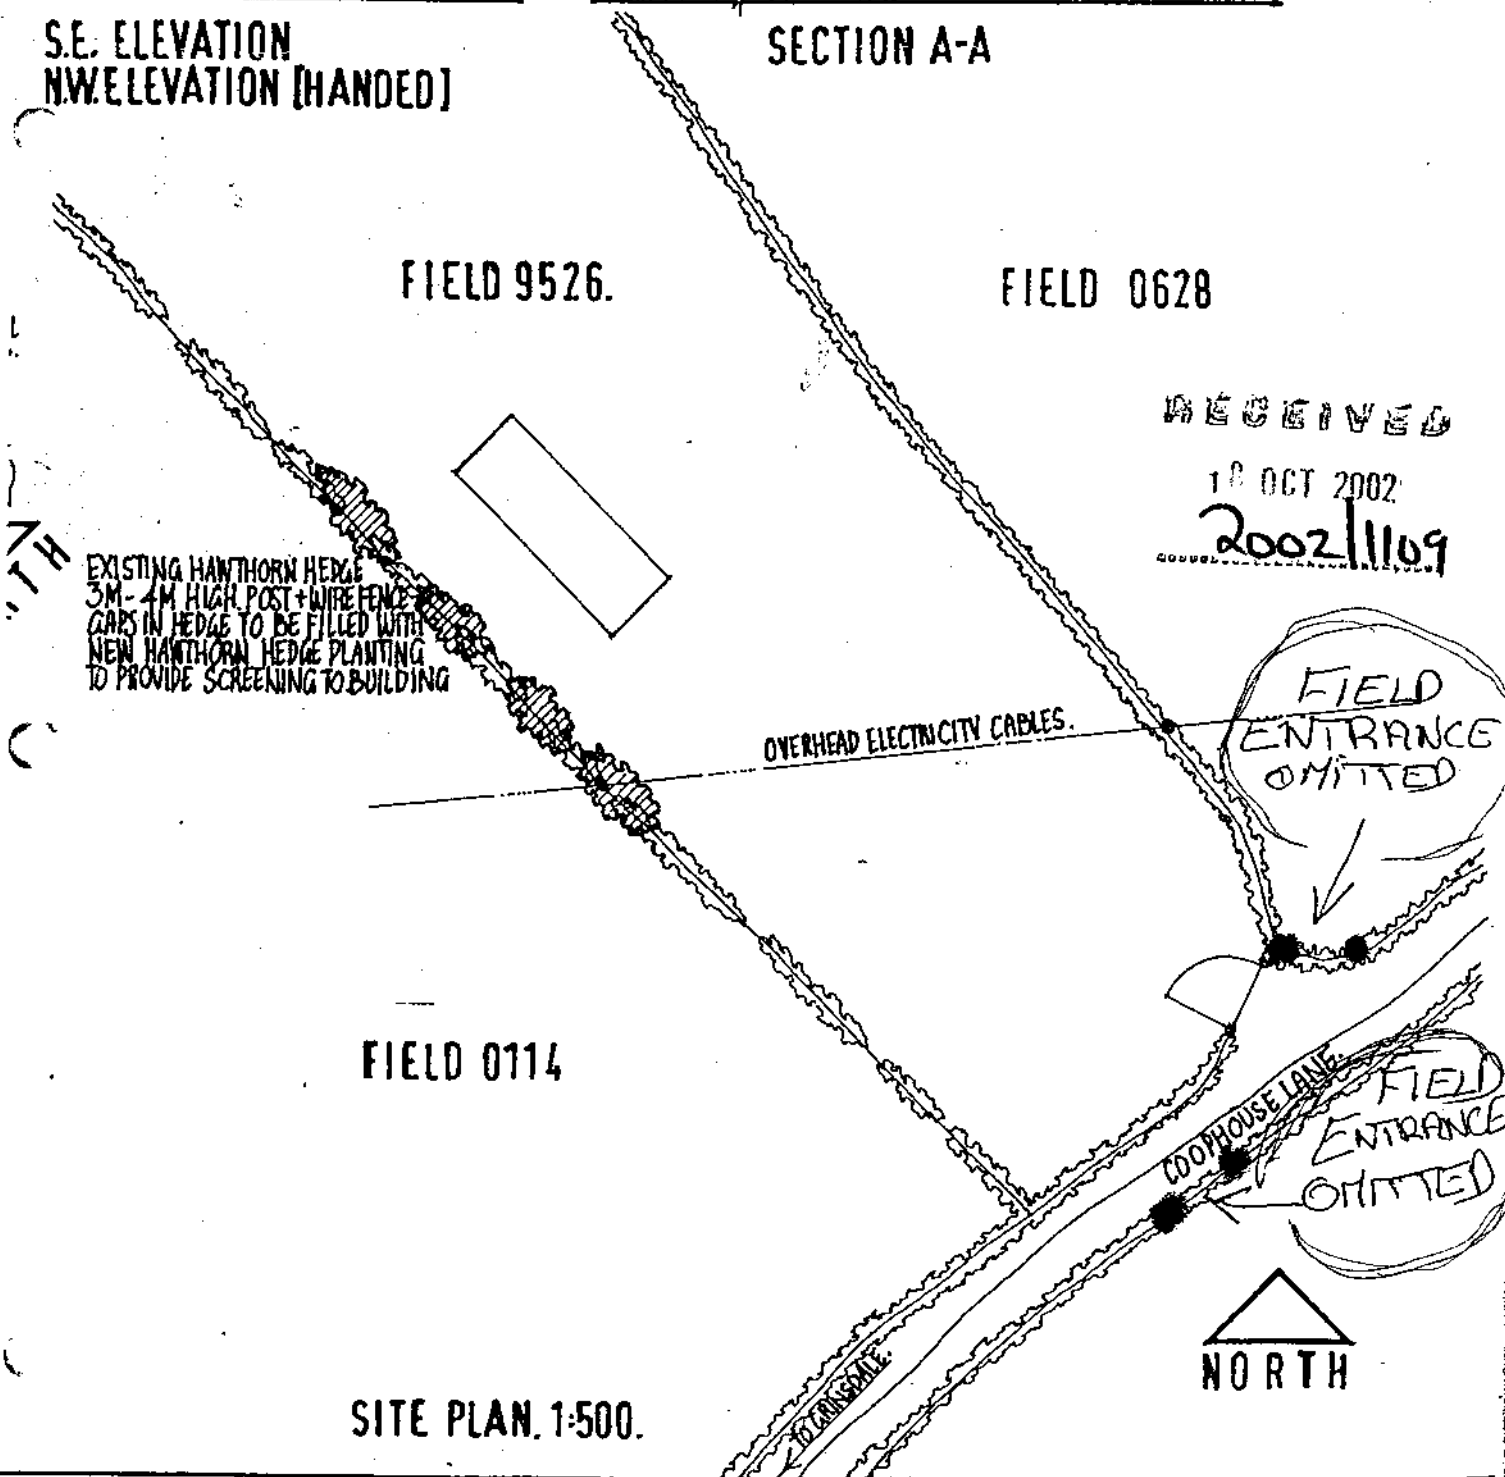 S.E. ELEVATION
N.W.ELEVATION [HANDED]
SECTION A-A
FIELD 9526.
FIELD 0628
RECEIVED
OCT 2002
2002/1109
EXISTING HAWTHORN HEDGE
3M-4M HIGH. POST+WIRE FENCE
GAPS IN HEDGE TO BE FILLED WITH
NEW HAWTHORN HEDGE PLANTING
TO PROVIDE SCREENING TO BUILDING
OVERHEAD ELECTRICITY CABLES.
FIELD
ENTRANCE
OMITTED
FIELD 0114
COOPHOUSE LANE.
FIELD
ENTRANCE
OMITTED
TO GRINSDALE.
NORTH
SITE PLAN. 1:500.